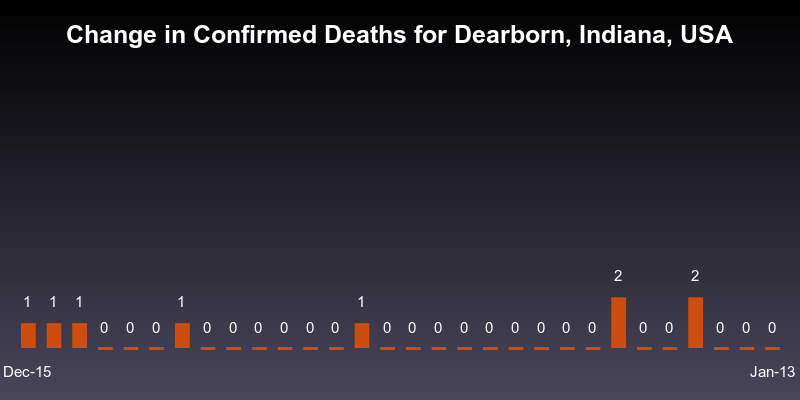 Change in Confirmed Deaths for Dearborn, Indiana, USA
2 2
1 1 1 1 1
0 0 0 0 0 0 0 0 0 0 0 0 0 0 0 0 0 0 0 0 0 0 0
Dec-15 Jan-13